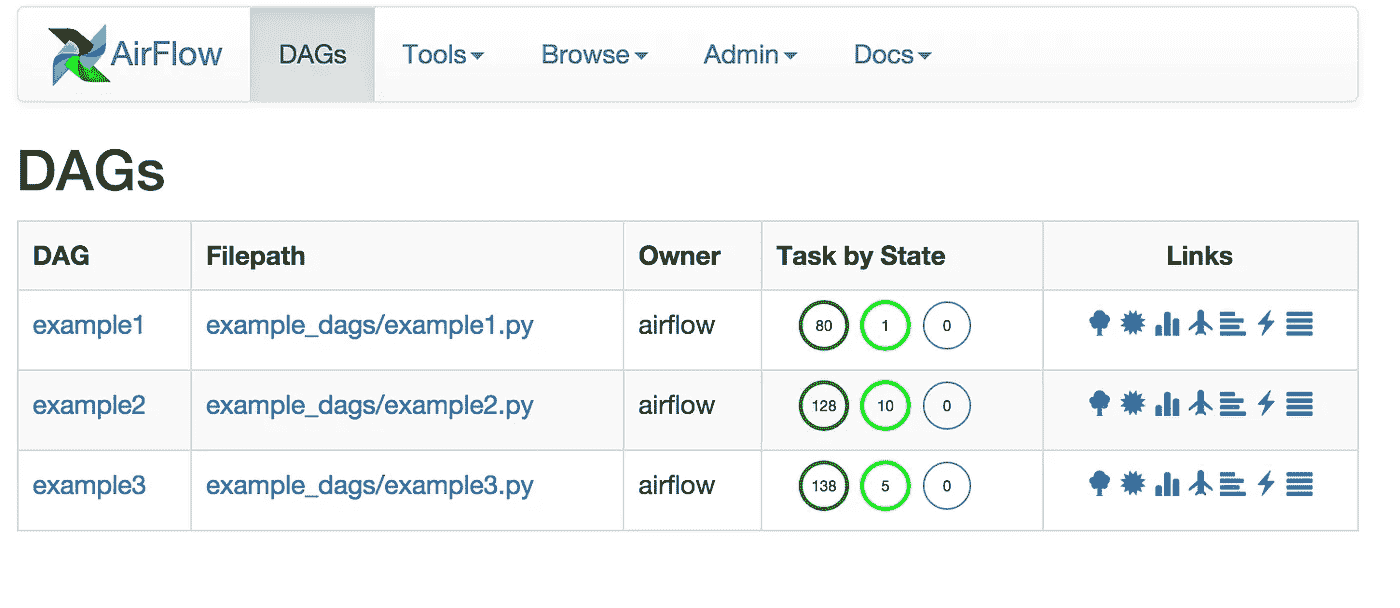 AirFlow DAGs Tools Browse Admin Docs
DAGs
DAG Filepath Owner Task by State Links
example1 example_dags/example1.py airflow 80 1 0
example2 example_dags/example2.py airflow 128 10 0
example3 example_dags/example3.py airflow 138 5 0